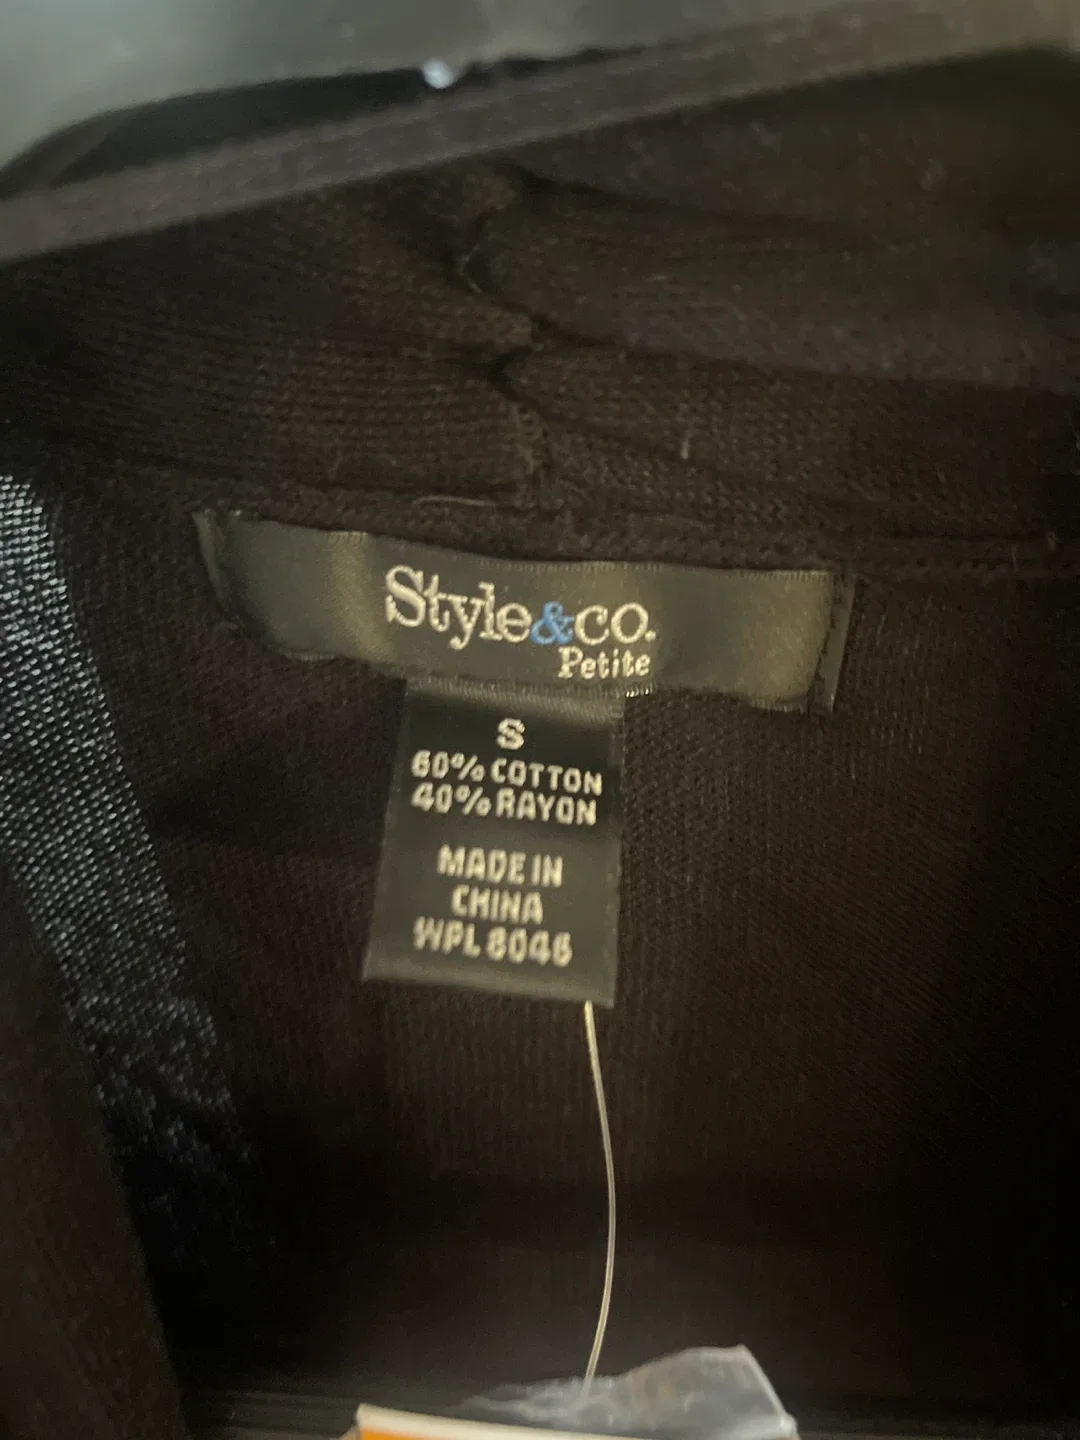 Style&co.
Petite
S
60% COTTON
40% RAYON
MADE IN
CHINA
WPL 8046